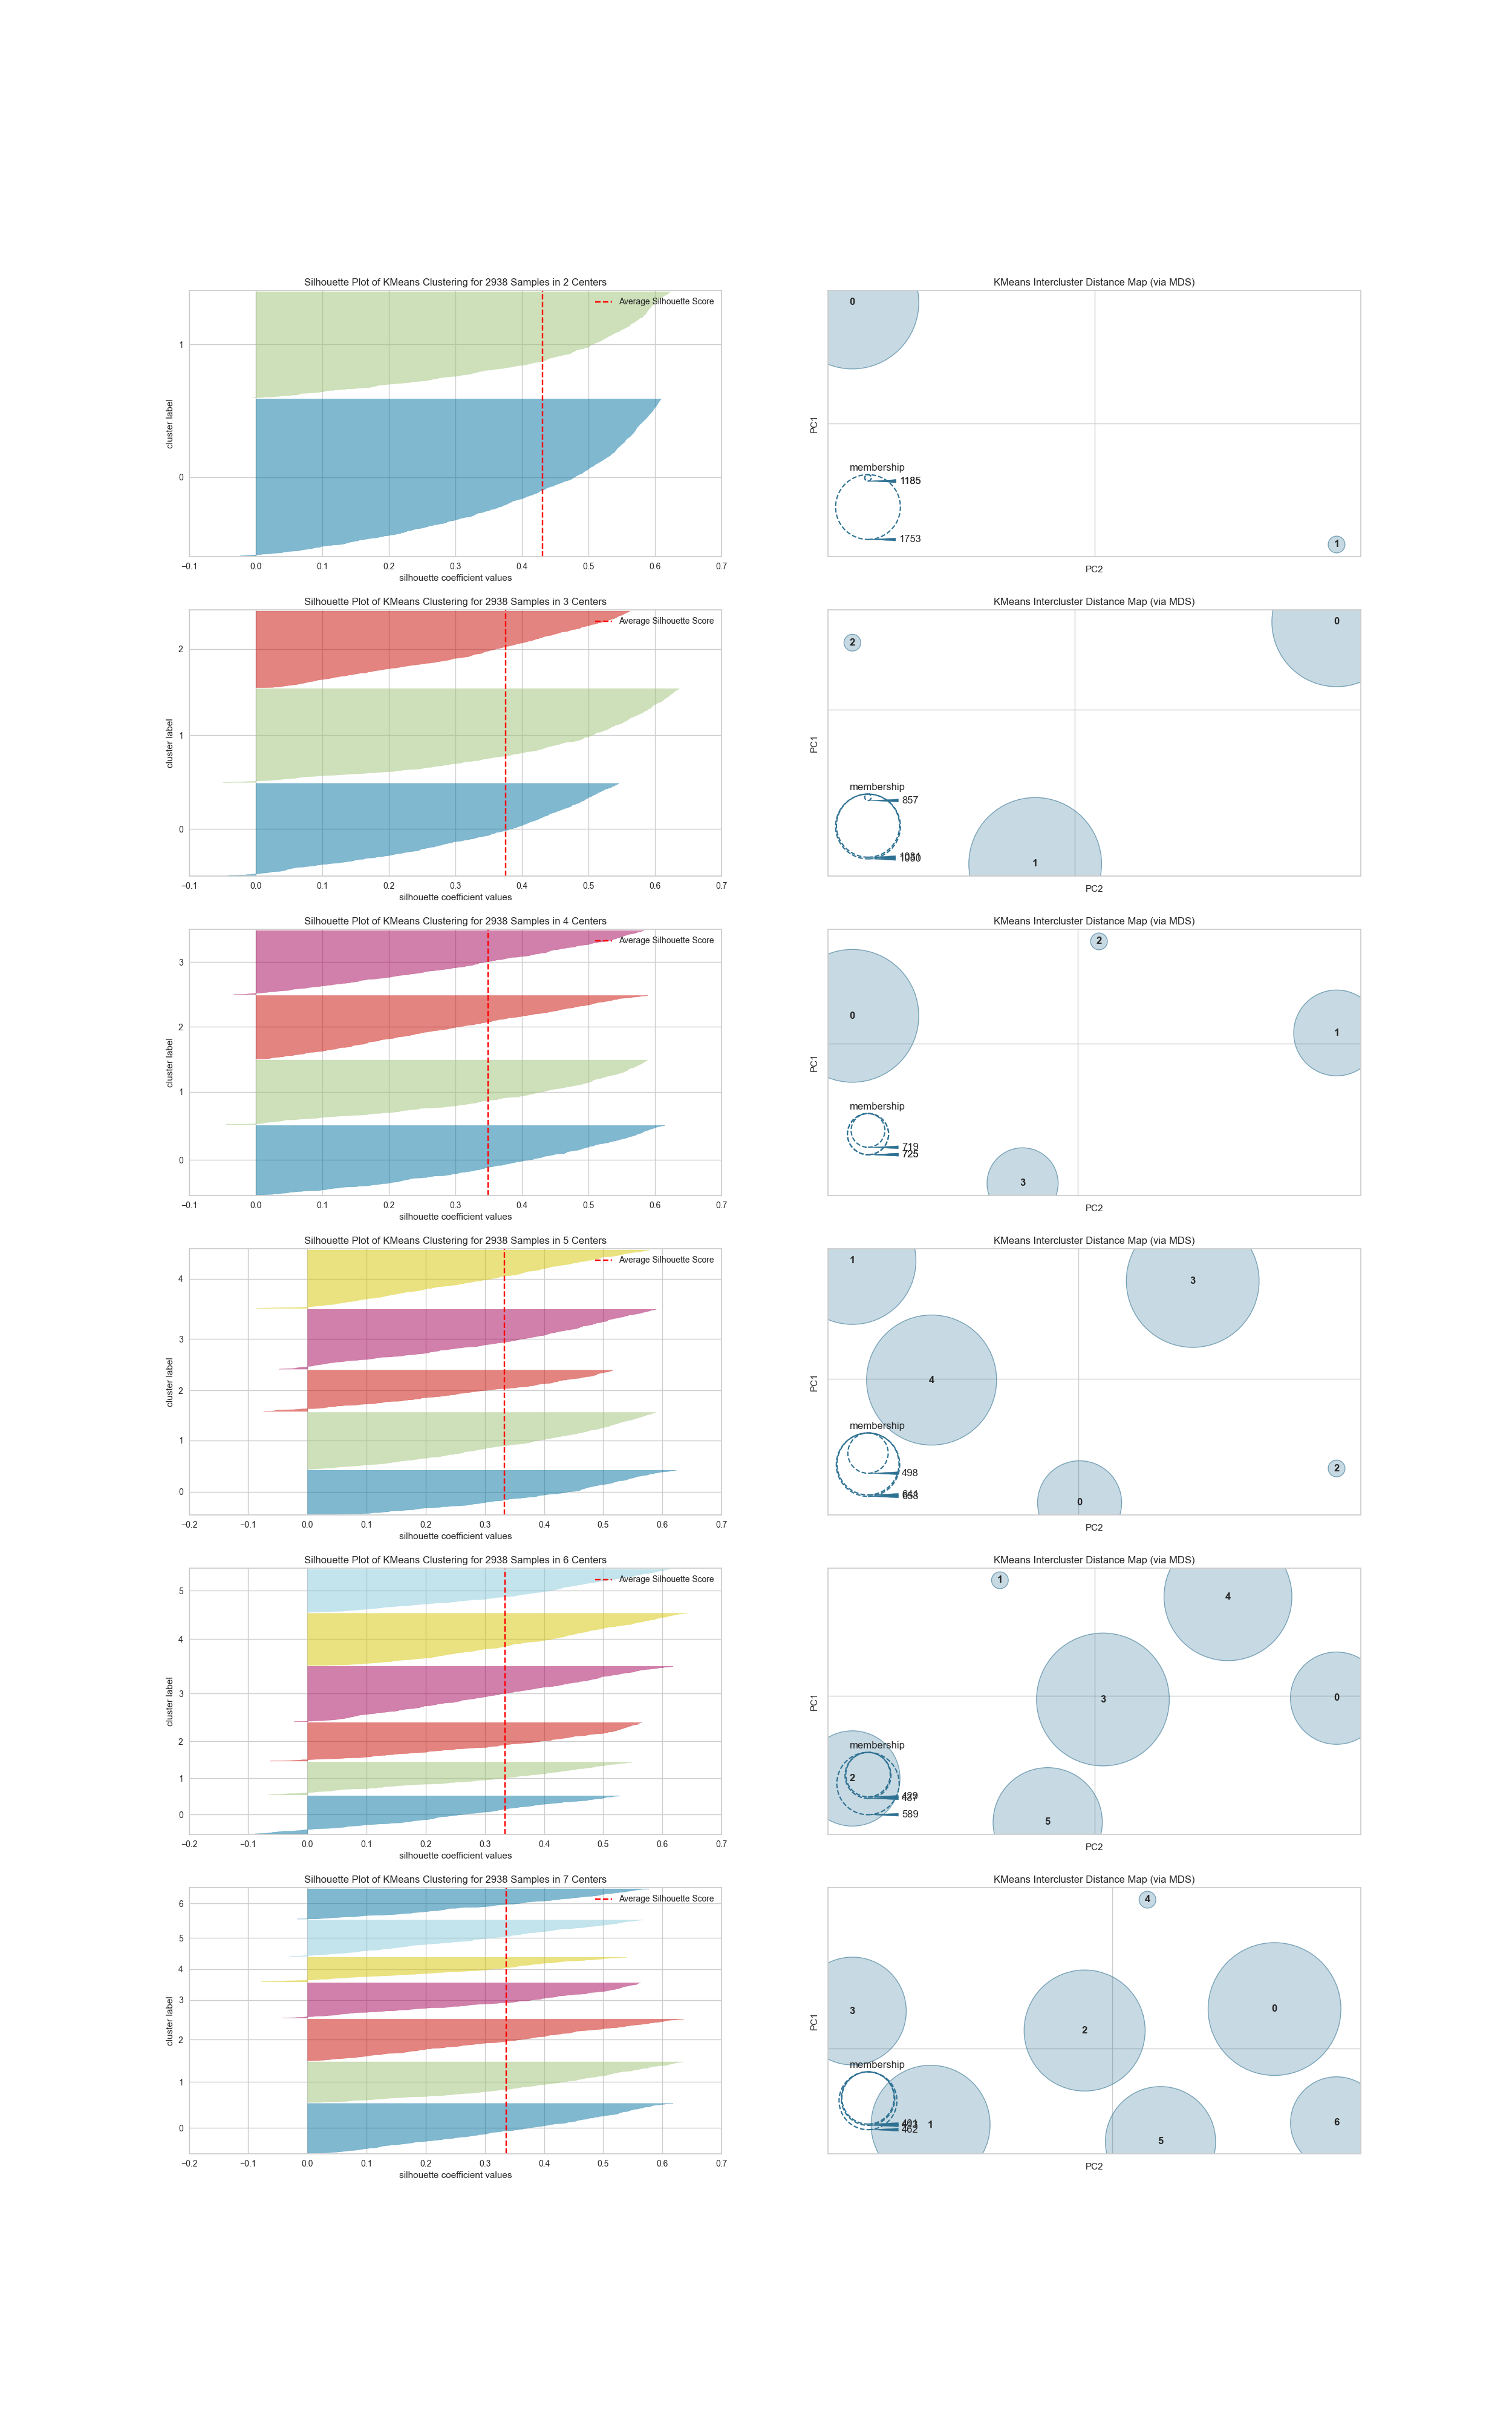 Silhouette Plot of KMeans Clustering for 2938 Samples in 2 Centers
Average Silhouette Score
1
0
cluster label
−0.1 0.0 0.1 0.2 0.3 0.4 0.5 0.6 0.7
silhouette coefficient values
KMeans Intercluster Distance Map (via MDS)
0
PC1
membership
1185
1753
1
PC2
Silhouette Plot of KMeans Clustering for 2938 Samples in 3 Centers
Average Silhouette Score
2
1
0
cluster label
−0.1 0.0 0.1 0.2 0.3 0.4 0.5 0.6 0.7
silhouette coefficient values
KMeans Intercluster Distance Map (via MDS)
0
2
PC1
membership
857
1
PC2
Silhouette Plot of KMeans Clustering for 2938 Samples in 4 Centers
Average Silhouette Score
3
2
1
0
cluster label
−0.1 0.0 0.1 0.2 0.3 0.4 0.5 0.6 0.7
silhouette coefficient values
KMeans Intercluster Distance Map (via MDS)
2
0
1
PC1
membership
719
725
3
PC2
Silhouette Plot of KMeans Clustering for 2938 Samples in 5 Centers
Average Silhouette Score
4
3
2
1
0
cluster label
−0.2 −0.1 0.0 0.1 0.2 0.3 0.4 0.5 0.6 0.7
silhouette coefficient values
KMeans Intercluster Distance Map (via MDS)
1
3
4
PC1
membership
498
2
0
PC2
Silhouette Plot of KMeans Clustering for 2938 Samples in 6 Centers
Average Silhouette Score
5
4
3
2
1
0
cluster label
−0.2 −0.1 0.0 0.1 0.2 0.3 0.4 0.5 0.6 0.7
silhouette coefficient values
KMeans Intercluster Distance Map (via MDS)
1
4
3
0
PC1
membership
2
589
5
PC2
Silhouette Plot of KMeans Clustering for 2938 Samples in 7 Centers
Average Silhouette Score
6
5
4
3
2
1
0
cluster label
−0.2 −0.1 0.0 0.1 0.2 0.3 0.4 0.5 0.6 0.7
silhouette coefficient values
KMeans Intercluster Distance Map (via MDS)
4
0
3
2
PC1
membership
462
1
6
5
PC2